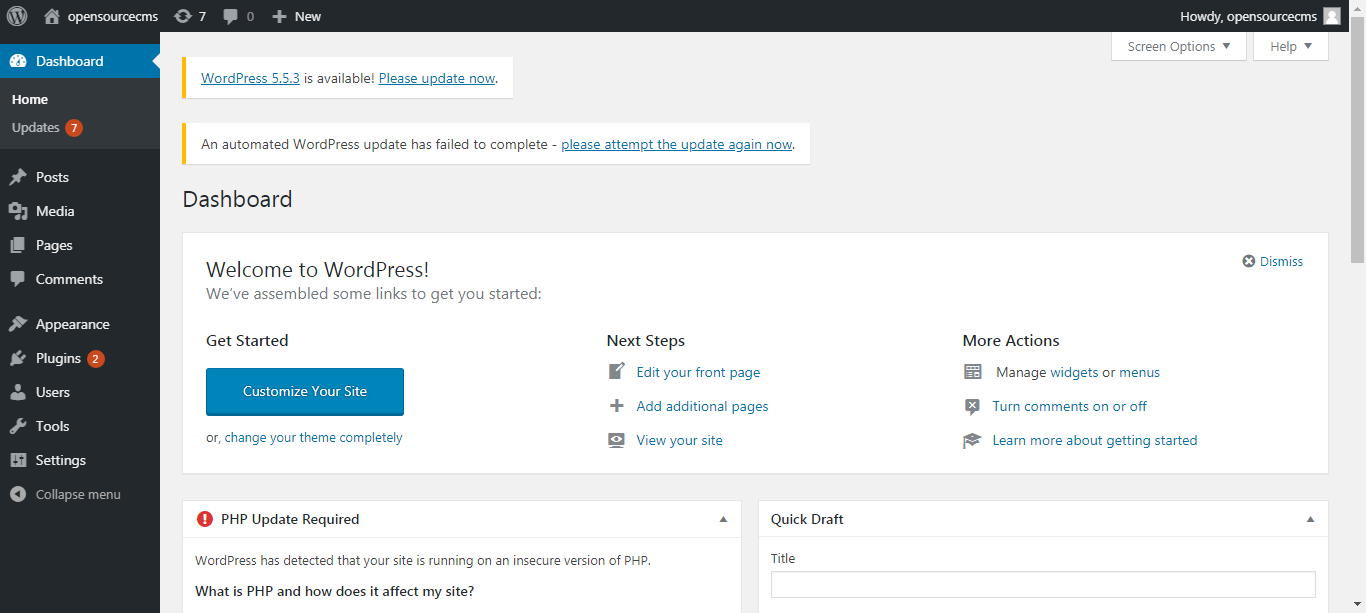 opensourcecms 7 0 New Howdy, opensourcecms
Screen Options Help
Dashboard
Home
Updates 7
Posts
Media
Pages
Comments
Appearance
Plugins 2
Users
Tools
Settings
Collapse menu
WordPress 5.5.3 is available! Please update now.
An automated WordPress update has failed to complete - please attempt the update again now.
Dashboard
Welcome to WordPress!
We've assembled some links to get you started:
Dismiss
Get Started
Customize Your Site
or, change your theme completely
Next Steps
Edit your front page
Add additional pages
View your site
More Actions
Manage widgets or menus
Turn comments on or off
Learn more about getting started
PHP Update Required
WordPress has detected that your site is running on an insecure version of PHP.
What is PHP and how does it affect my site?
Quick Draft
Title